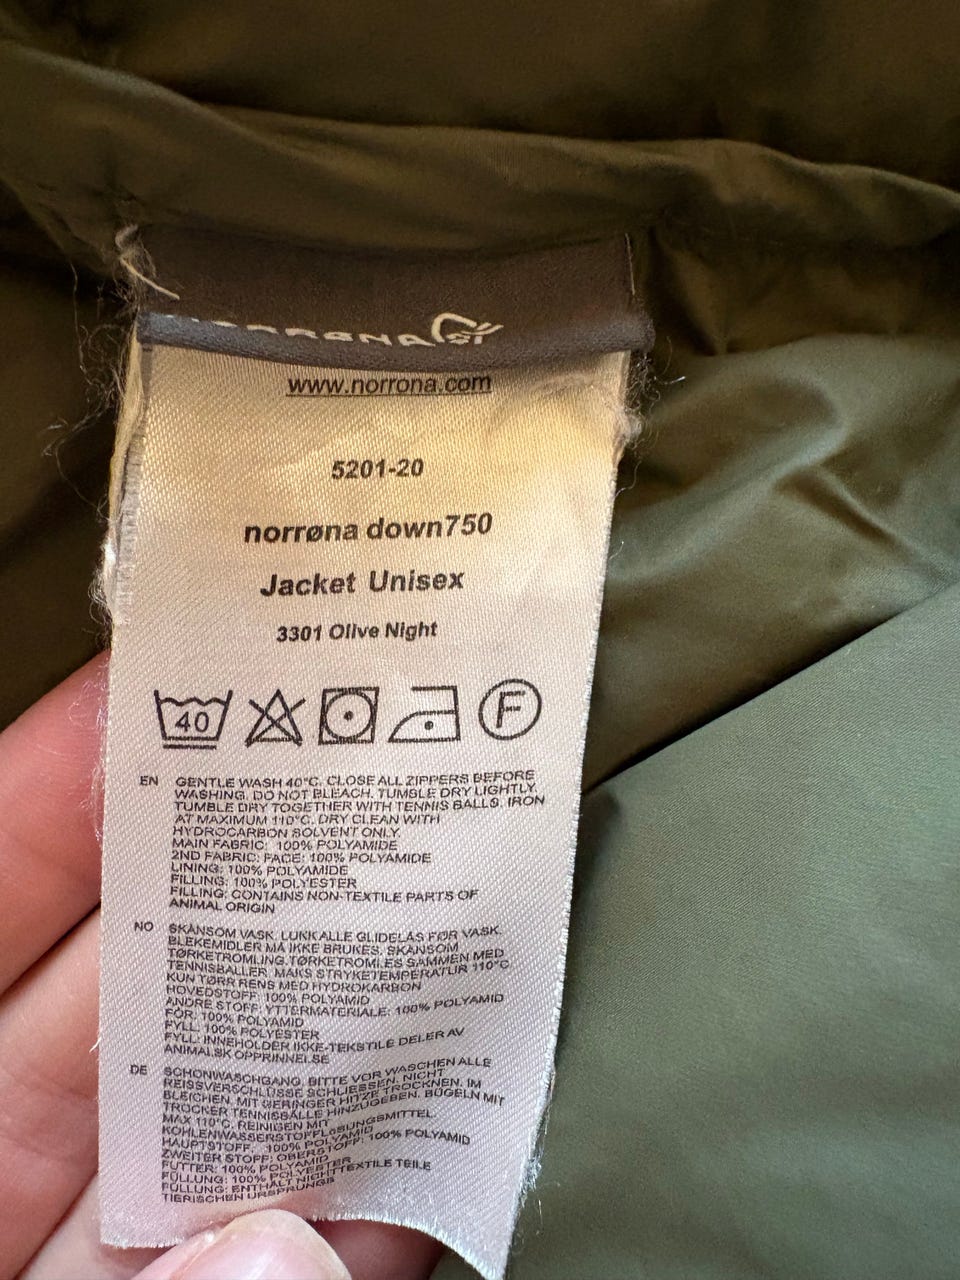 NORRØNA
www.norrona.com
5201-20
norrøna down750
Jacket Unisex
3301 Olive Night
40
F
EN GENTLE WASH 40°C. CLOSE ALL ZIPPERS BEFORE
WASHING. DO NOT BLEACH. TUMBLE DRY LIGHTLY.
TUMBLE DRY TOGETHER WITH TENNIS BALLS. IRON
AT MAXIMUM 110°C. DRY CLEAN WITH
HYDROCARBON SOLVENT ONLY.
MAIN FABRIC: 100% POLYAMIDE
2ND FABRIC: FACE: 100% POLYAMIDE
LINING: 100% POLYAMIDE
FILLING: 100% POLYESTER
FILLING: CONTAINS NON-TEXTILE PARTS OF
ANIMAL ORIGIN
NO SKÅNSOM VASK. LUKK ALLE GLIDELÅS FØR VASK.
BLEKEMIDLER MÅ IKKE BRUKES. SKÅNSOM
TØRKETROMLING. TØRKETROMLES SAMMEN MED
TENNISBALLER. MAKS STRYKETEMPERATUR 110°C
KUN TØRR RENS MED HYDROKARBON
HOVEDSTOFF: 100% POLYAMID
ANDRE STOFF: YTTERMATERIALE: 100% POLYAMID
FÔR: 100% POLYAMID
FYLL: 100% POLYESTER
FYLL: INNEHOLDER IKKE-TEKSTILE DELER AV
ANIMALSK OPPRINNELSE
DE SCHONWASCHGANG. BITTE VOR WASCHEN ALLE
REISSVERSCHLÜSSE SCHLIESSEN. NICHT
BLEICHEN. MIT GERINGER HITZE TROCKNEN. IM
TROCKER TENNISBÄLLE HINZUGEBEN. BÜGELN MIT
MAX 110°C. REINIGEN MIT
KOHLENWASSERSTOFFLÖSUNGSMITTEL.
HAUPTSTOFF: 100% POLYAMID
ZWEITER STOFF: OBERSTOFF: 100% POLYAMID
FUTTER: 100% POLYAMID
FÜLLUNG: 100% POLYESTER
FÜLLUNG: ENTHÄLT NICHTTEXTILE TEILE
TIERISCHEN URSPRUNGS